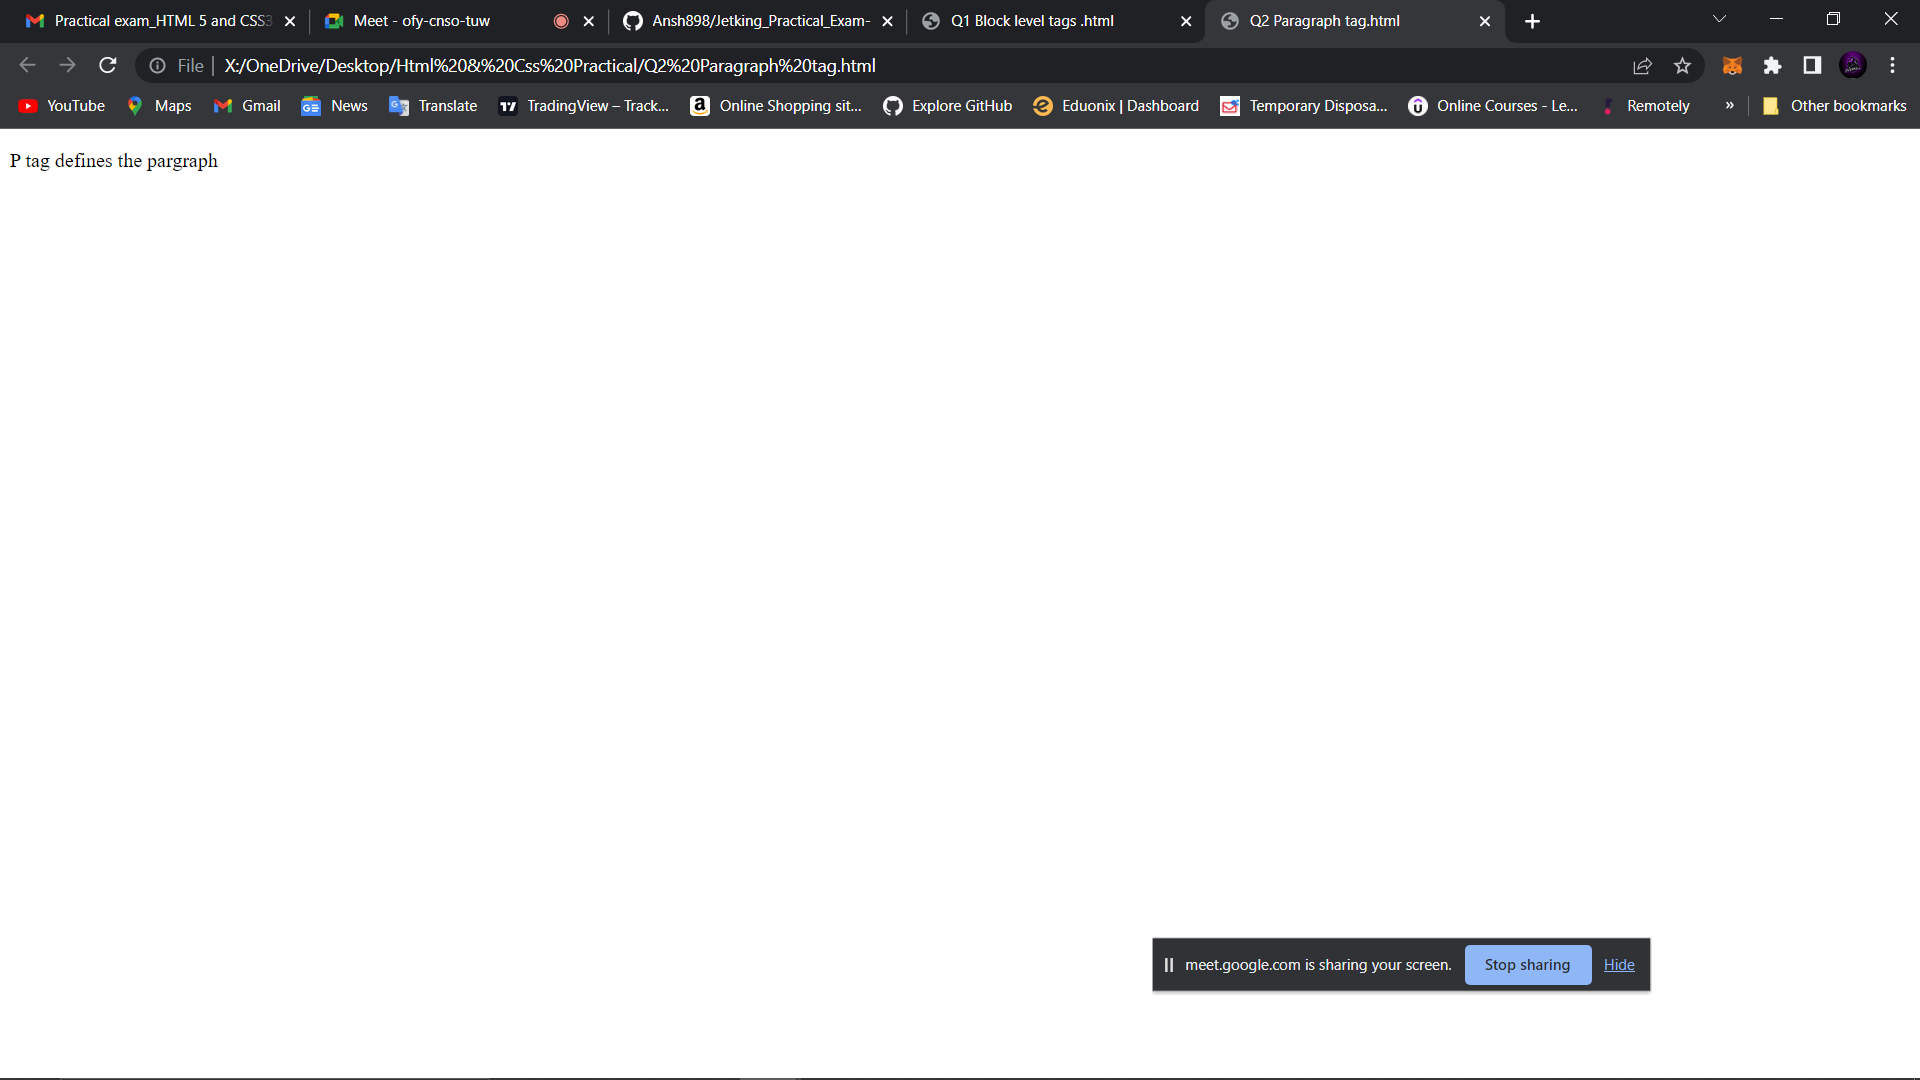 Practical exam_HTML 5 and CSS3
Meet - ofy-cnso-tuw
Ansh898/Jetking_Practical_Exam-
Q1 Block level tags .html
Q2 Paragraph tag.html
File
X:/OneDrive/Desktop/Html%20&%20Css%20Practical/Q2%20Paragraph%20tag.html
YouTube
Maps
Gmail
News
Translate
TradingView – Track...
Online Shopping sit...
Explore GitHub
Eduonix | Dashboard
Temporary Disposa...
Online Courses - Le...
Remotely
»
Other bookmarks
P tag defines the pargraph
meet.google.com is sharing your screen.
Stop sharing
Hide